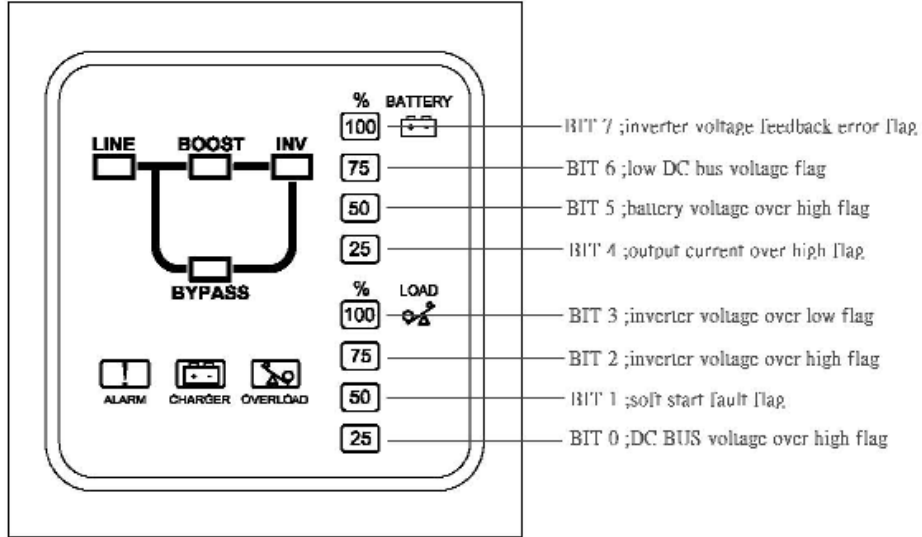 % BATTERY
100 BIT 7 ;inverter voltage feedback error flag
LINE BOOST INV
75 BIT 6 ;low DC bus voltage flag
50 BIT 5 ;battery voltage over high flag
25 BIT 4 ;output current over high flag
BYPASS
% LOAD
100 BIT 3 ;inverter voltage over low flag
75 BIT 2 ;inverter voltage over high flag
! + -
ALARM CHARGER OVERLOAD
50 BIT 1 ;soft start fault flag
25 BIT 0 ;DC BUS voltage over high flag